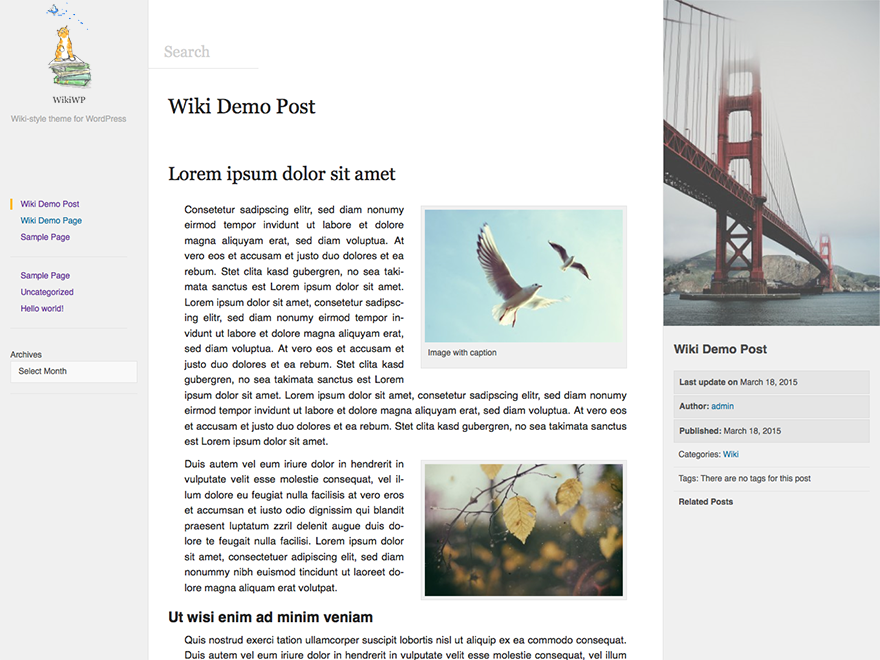 WikiWP
Wiki-style theme for WordPress
Wiki Demo Post
Wiki Demo Page
Sample Page
Sample Page
Uncategorized
Hello world!
Archives
Select Month
Search
Wiki Demo Post
Lorem ipsum dolor sit amet
Consetetur sadipscing elitr, sed diam nonumy
eirmod tempor invidunt ut labore et dolore
magna aliquyam erat, sed diam voluptua. At
vero eos et accusam et justo duo dolores et ea
rebum. Stet clita kasd gubergren, no sea taki-
mata sanctus est Lorem ipsum dolor sit amet.
Lorem ipsum dolor sit amet, consetetur sadipsc-
ing elitr, sed diam nonumy eirmod tempor in-
vidunt ut labore et dolore magna aliquyam erat,
sed diam voluptua. At vero eos et accusam et
justo duo dolores et ea rebum. Stet clita kasd
gubergren, no sea takimata sanctus est Lorem
ipsum dolor sit amet. Lorem ipsum dolor sit amet, consetetur sadipscing elitr, sed diam nonumy
eirmod tempor invidunt ut labore et dolore magna aliquyam erat, sed diam voluptua. At vero eos
et accusam et justo duo dolores et ea rebum. Stet clita kasd gubergren, no sea takimata sanctus
est Lorem ipsum dolor sit amet.
Image with caption
Duis autem vel eum iriure dolor in hendrerit in
vulputate velit esse molestie consequat, vel il-
lum dolore eu feugiat nulla facilisis at vero eros
et accumsan et iusto odio dignissim qui blandit
praesent luptatum zzril delenit augue duis do-
lore te feugait nulla facilisi. Lorem ipsum dolor
sit amet, consectetuer adipiscing elit, sed diam
nonummy nibh euismod tincidunt ut laoreet do-
lore magna aliquam erat volutpat.
Ut wisi enim ad minim veniam
Quis nostrud exerci tation ullamcorper suscipit lobortis nisl ut aliquip ex ea commodo consequat.
Duis autem vel eum iriure dolor in hendrerit in vulputate velit esse molestie consequat, vel illum
Wiki Demo Post
Last update on March 18, 2015
Author: admin
Published: March 18, 2015
Categories: Wiki
Tags: There are no tags for this post
Related Posts